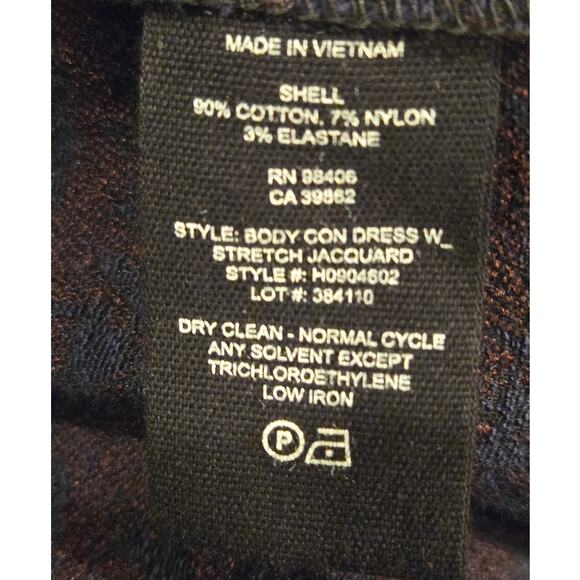 MADE IN VIETNAM
SHELL
90% COTTON, 7% NYLON
3% ELASTANE
RN 98406
CA 39862
STYLE: BODY CON DRESS W_
STRETCH JACQUARD
STYLE #: H0904602
LOT #: 384110
DRY CLEAN - NORMAL CYCLE
ANY SOLVENT EXCEPT
TRICHLOROETHYLENE
LOW IRON
P